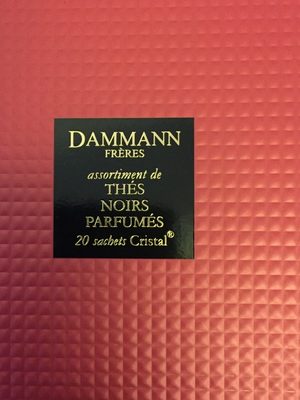 DAMMANN
FRÈRES
assortiment de
THÉS
NOIRS
PARFUMÉS
20 sachets Cristal®